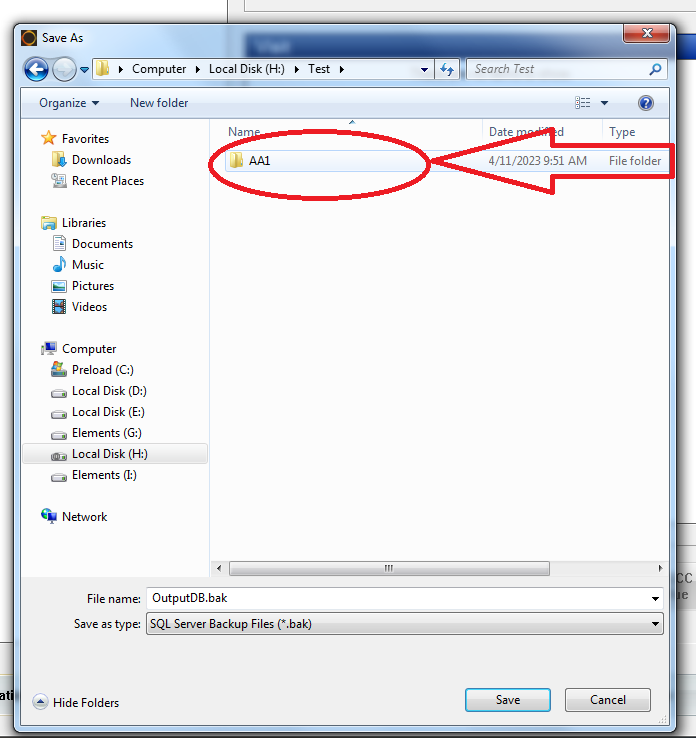 Save As
Computer Local Disk (H:) Test
Search Test
Organize New folder
Favorites
Downloads
Recent Places
Libraries
Documents
Music
Pictures
Videos
Computer
Preload (C:)
Local Disk (D:)
Local Disk (E:)
Elements (G:)
Local Disk (H:)
Elements (I:)
Network
Name Date modified Type
AA1 4/11/2023 9:51 AM File folder
File name: OutputDB.bak
Save as type: SQL Server Backup Files (*.bak)
Hide Folders
Save Cancel